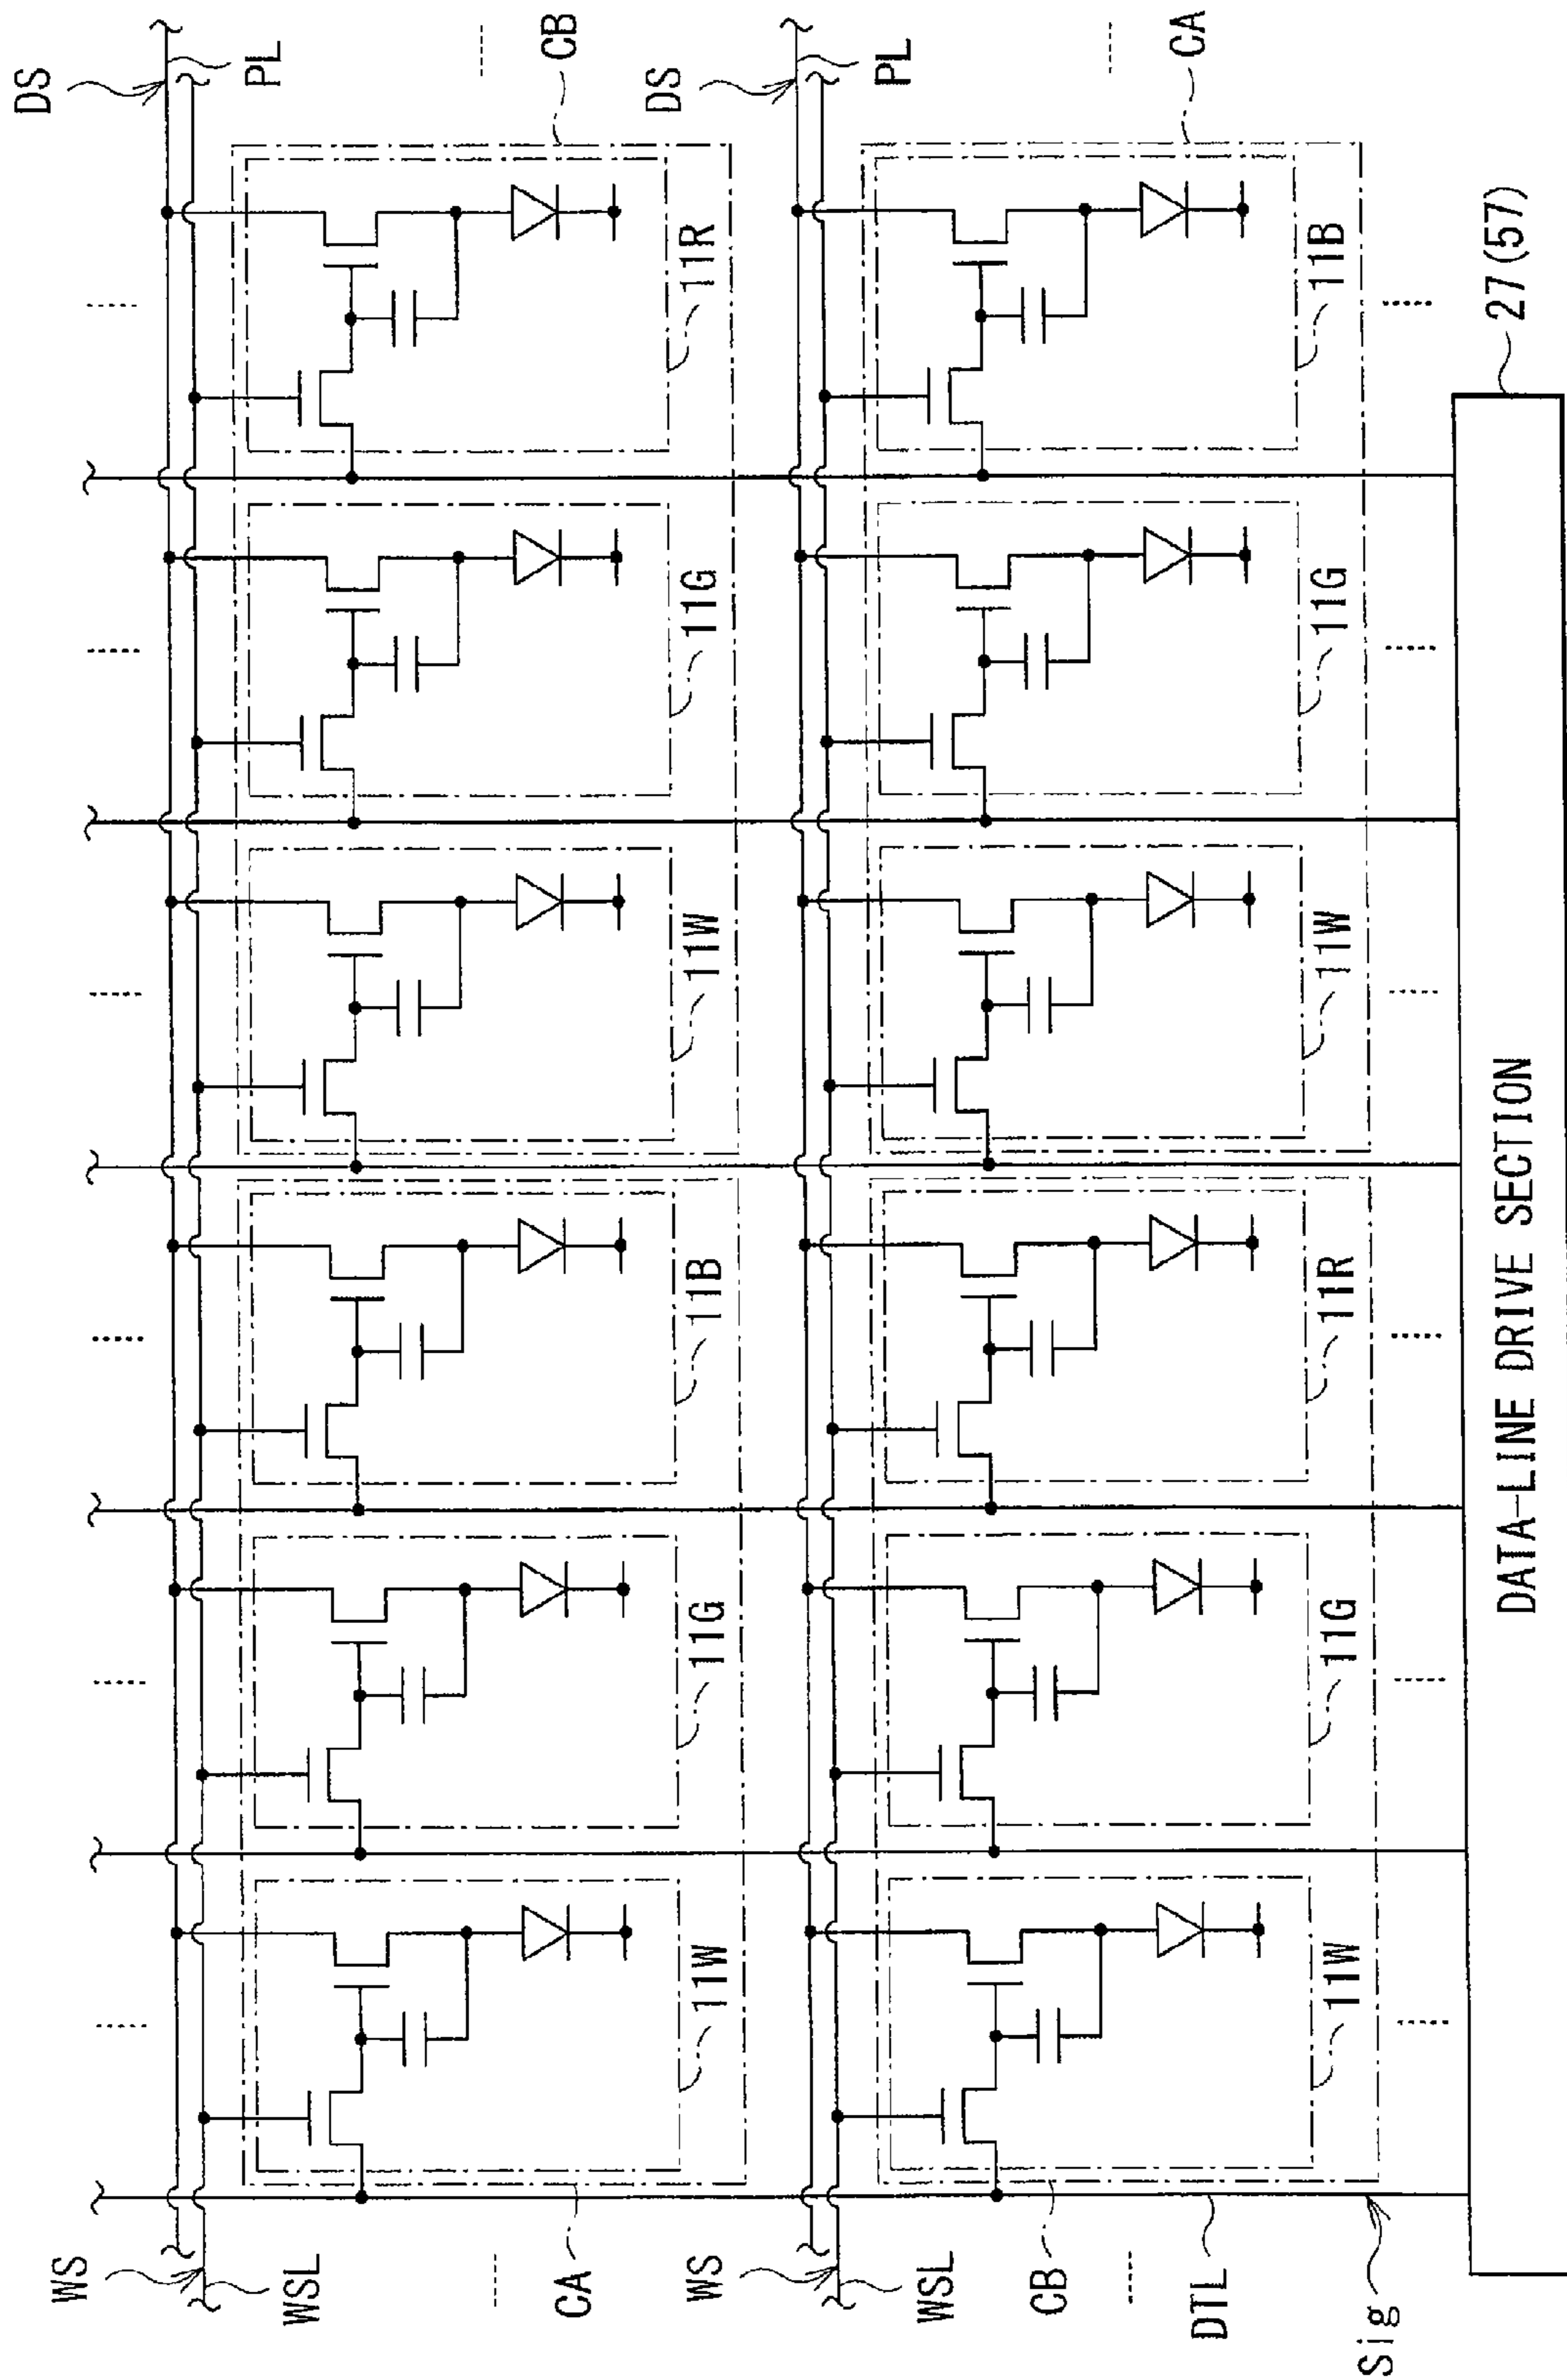 WS DS
WSL PL
CA CB
11W 11G 11B 11W 11G 11R
WS DS
WSL PL
CB CA
DTL
11W 11G 11R 11W 11G 11B
Sig
DATA-LINE DRIVE SECTION
27(57)